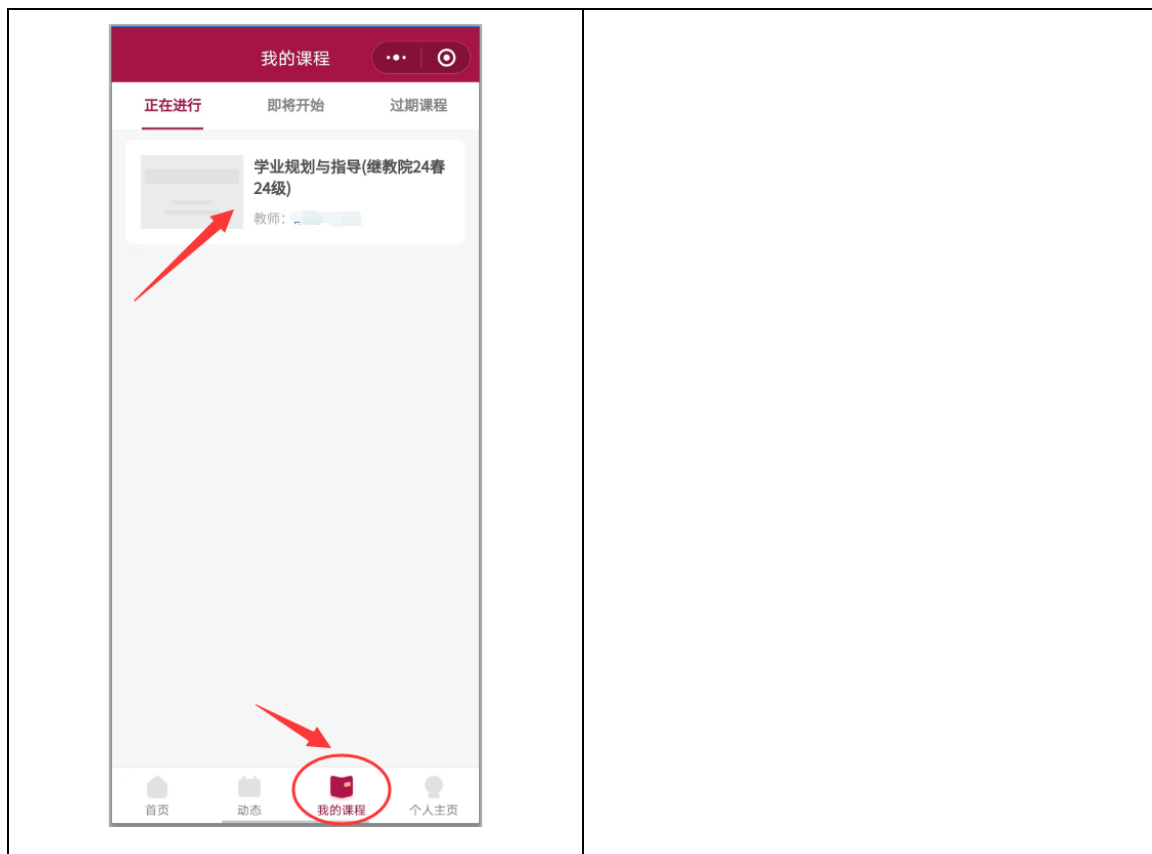 我的课程
正在进行 即将开始 过期课程
学业规划与指导(继教院24春
24级)
教师：
首页 动态 我的课程 个人主页